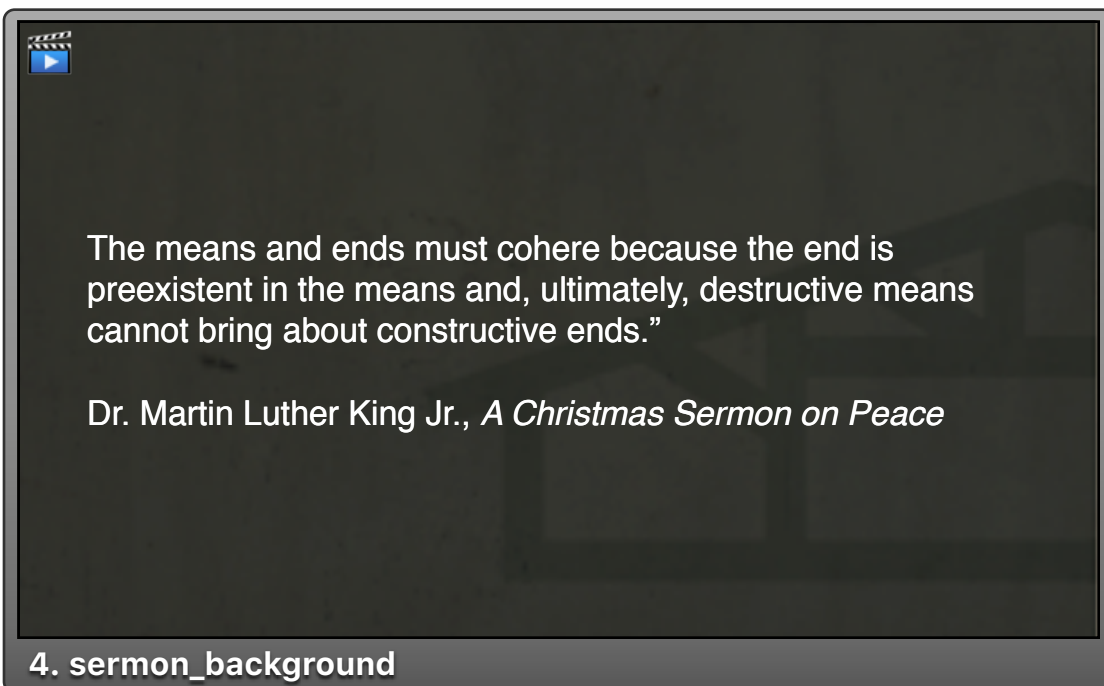 The means and ends must cohere because the end is
preexistent in the means and, ultimately, destructive means
cannot bring about constructive ends.”
Dr. Martin Luther King Jr., A Christmas Sermon on Peace
4. sermon_background